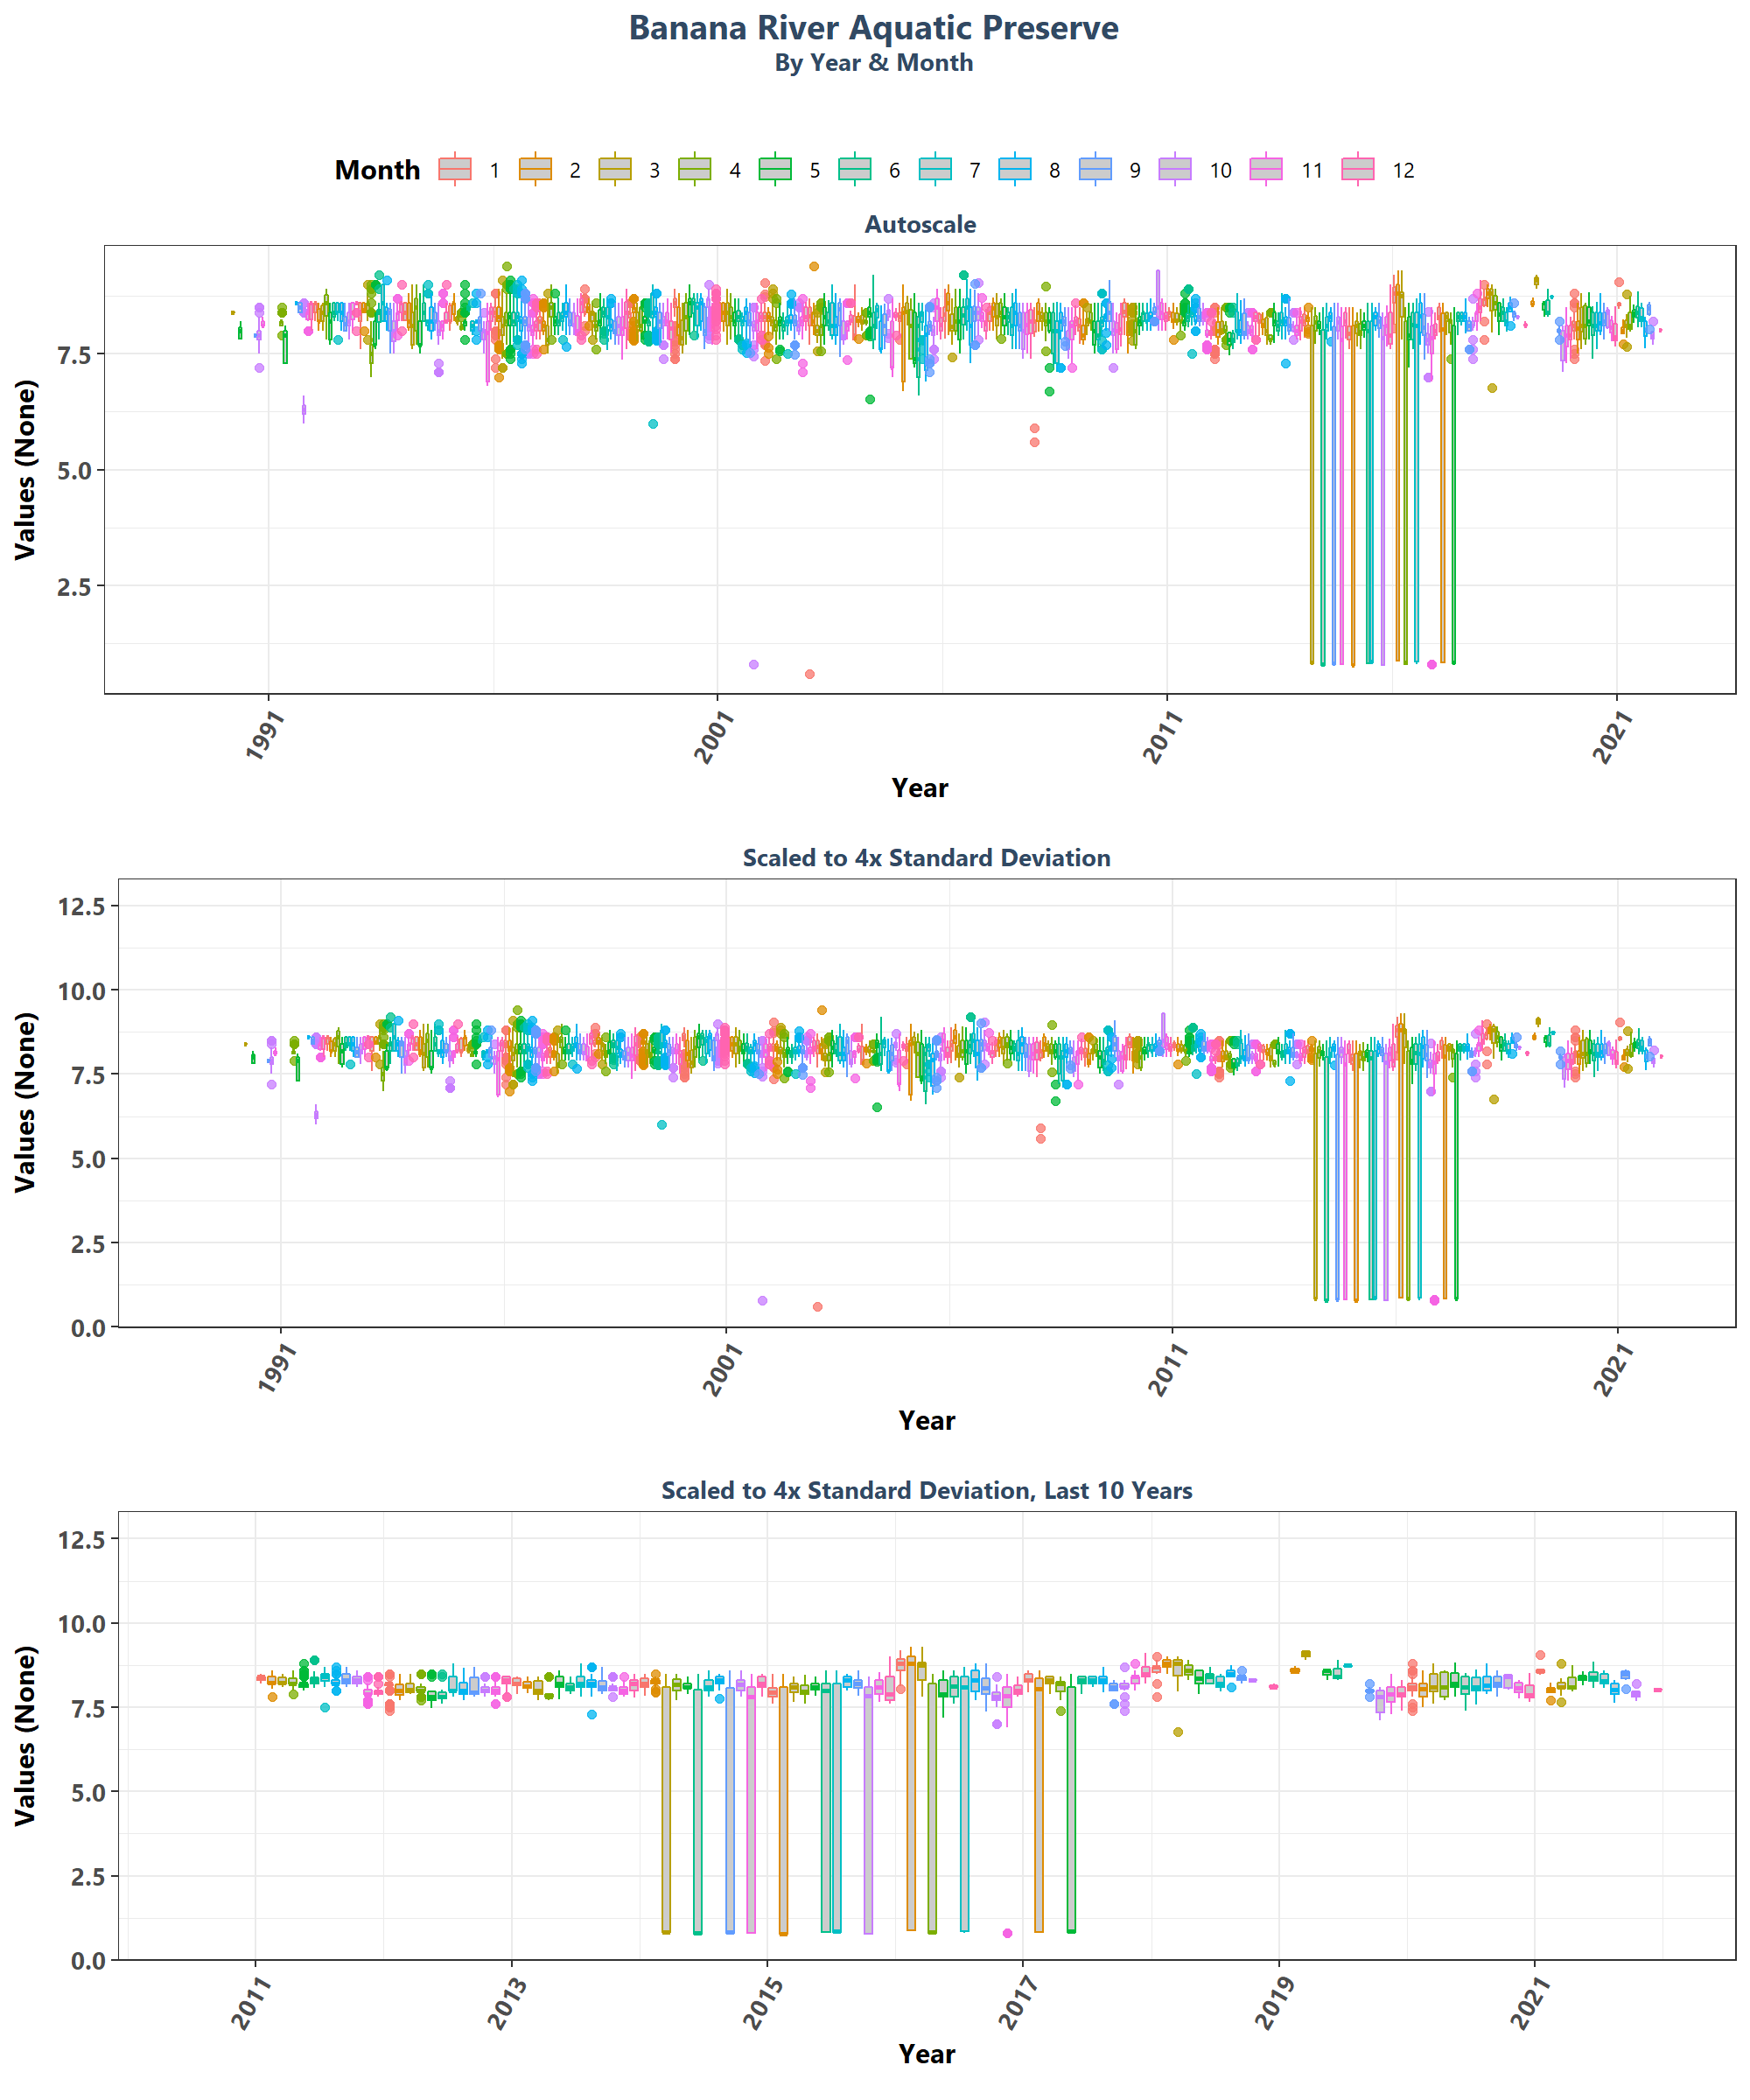 Banana River Aquatic Preserve
By Year & Month
Month 1 2 3 4 5 6 7 8 9 10 11 12
Autoscale
Values (None)
7.5
5.0
2.5
1991 2001 2011 2021
Year
Scaled to 4x Standard Deviation
Values (None)
12.5
10.0
7.5
5.0
2.5
0.0
1991 2001 2011 2021
Year
Scaled to 4x Standard Deviation, Last 10 Years
Values (None)
12.5
10.0
7.5
5.0
2.5
0.0
2011 2013 2015 2017 2019 2021
Year